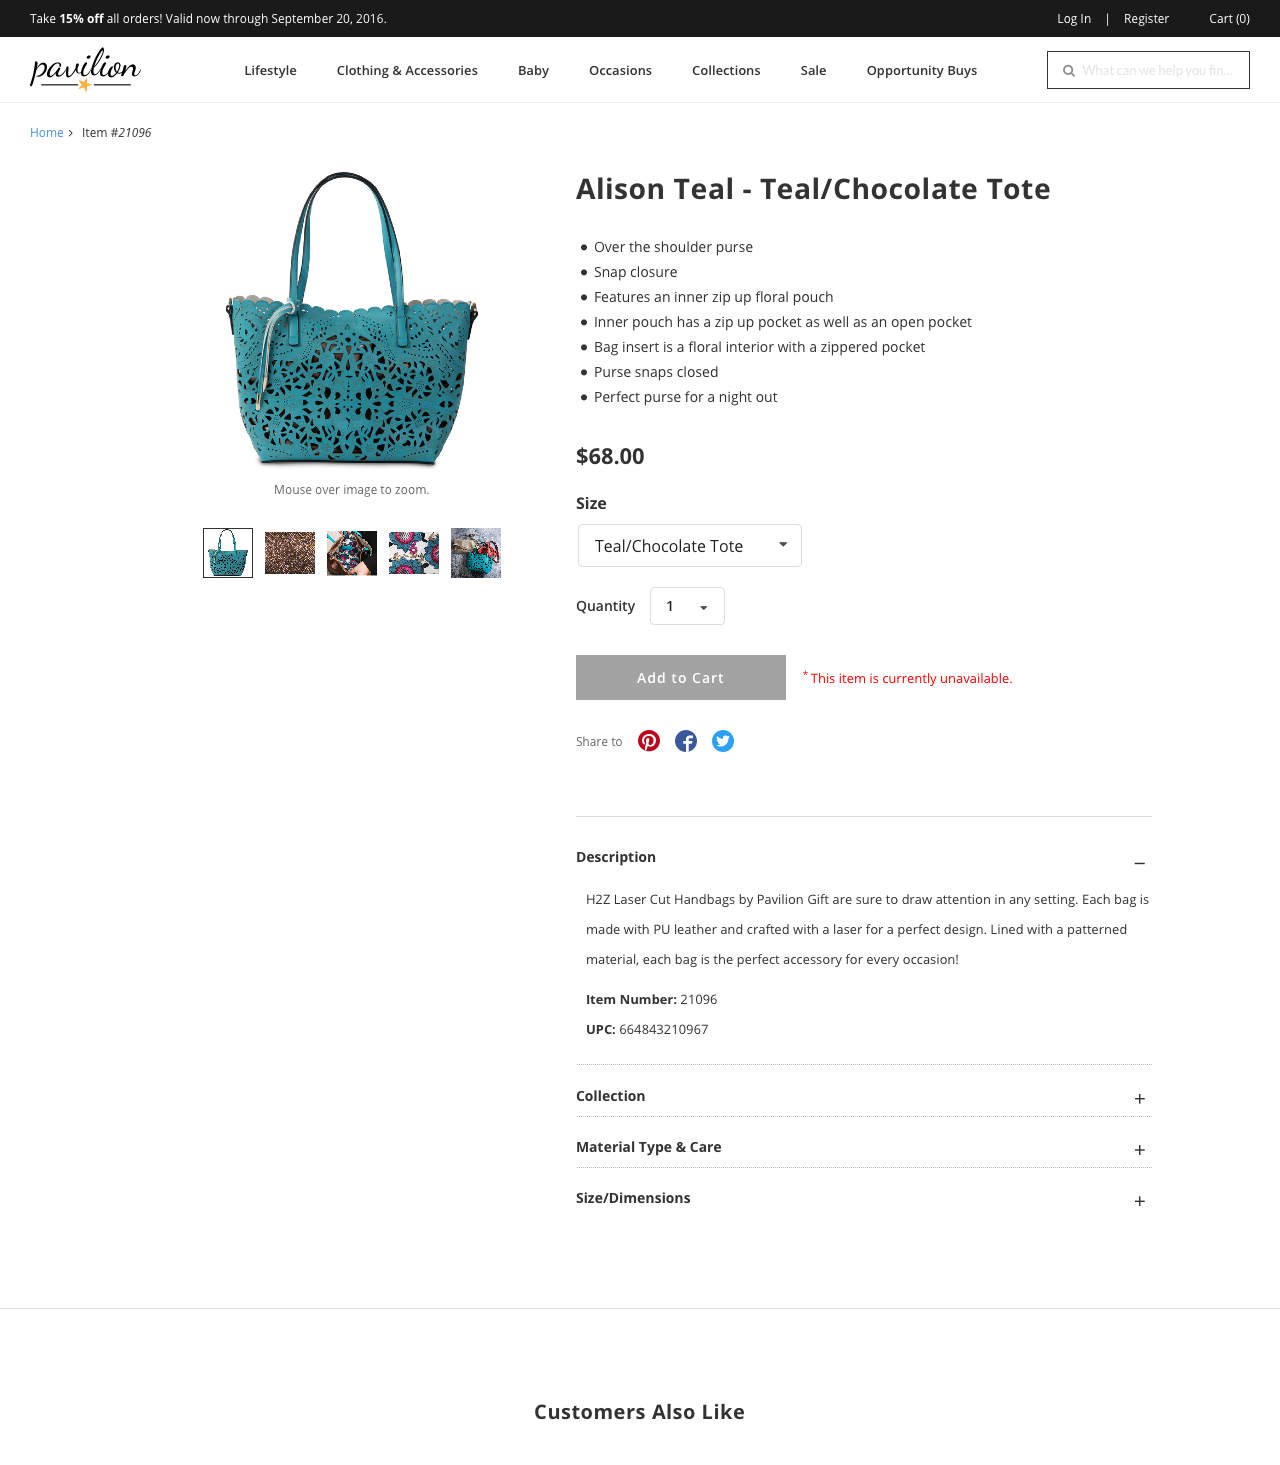 Take 15% off all orders! Valid now through September 20, 2016.
Log In | Register Cart (0)
pavilion
Lifestyle Clothing & Accessories Baby Occasions Collections Sale Opportunity Buys
What can we help you fin...
Home > Item #21096
Alison Teal - Teal/Chocolate Tote
• Over the shoulder purse
• Snap closure
• Features an inner zip up floral pouch
• Inner pouch has a zip up pocket as well as an open pocket
• Bag insert is a floral interior with a zippered pocket
• Purse snaps closed
• Perfect purse for a night out
$68.00
Mouse over image to zoom.
Size
Teal/Chocolate Tote
Quantity 1
Add to Cart
* This item is currently unavailable.
Share to
Description
–
H2Z Laser Cut Handbags by Pavilion Gift are sure to draw attention in any setting. Each bag is
made with PU leather and crafted with a laser for a perfect design. Lined with a patterned
material, each bag is the perfect accessory for every occasion!
Item Number: 21096
UPC: 664843210967
Collection +
Material Type & Care +
Size/Dimensions +
Customers Also Like